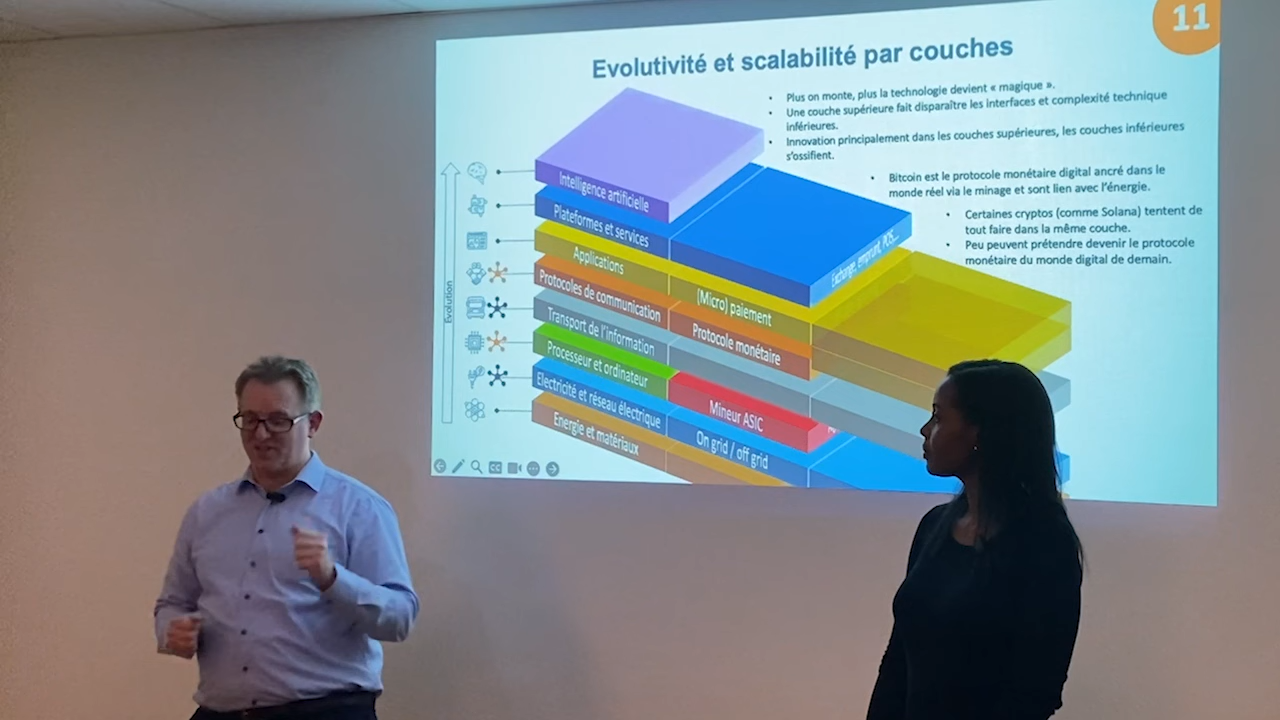 11
Evolutivité et scalabilité par couches
• Plus on monte, plus la technologie devient « magique ».
• Une couche supérieure fait disparaître les interfaces et complexité technique
inférieures.
• Innovation principalement dans les couches supérieures, les couches inférieures
s'ossifient.
• Bitcoin est le protocole monétaire digital ancré dans le
monde réel via le minage et sont lien avec l'énergie.
• Certaines cryptos (comme Solana) tentent de
tout faire dans la même couche.
• Peu peuvent prétendre devenir le protocole
monétaire du monde digital de demain.
Evolution
Intelligence artificielle
Plateformes et services
Exchange, emprunt, POS...
Applications
(Micro) paiement
Protocoles de communication
Protocole monétaire
Transport de l'information
Processeur et ordinateur
Mineur ASIC
Electricité et réseau électrique
On grid / off grid
Energie et matériaux